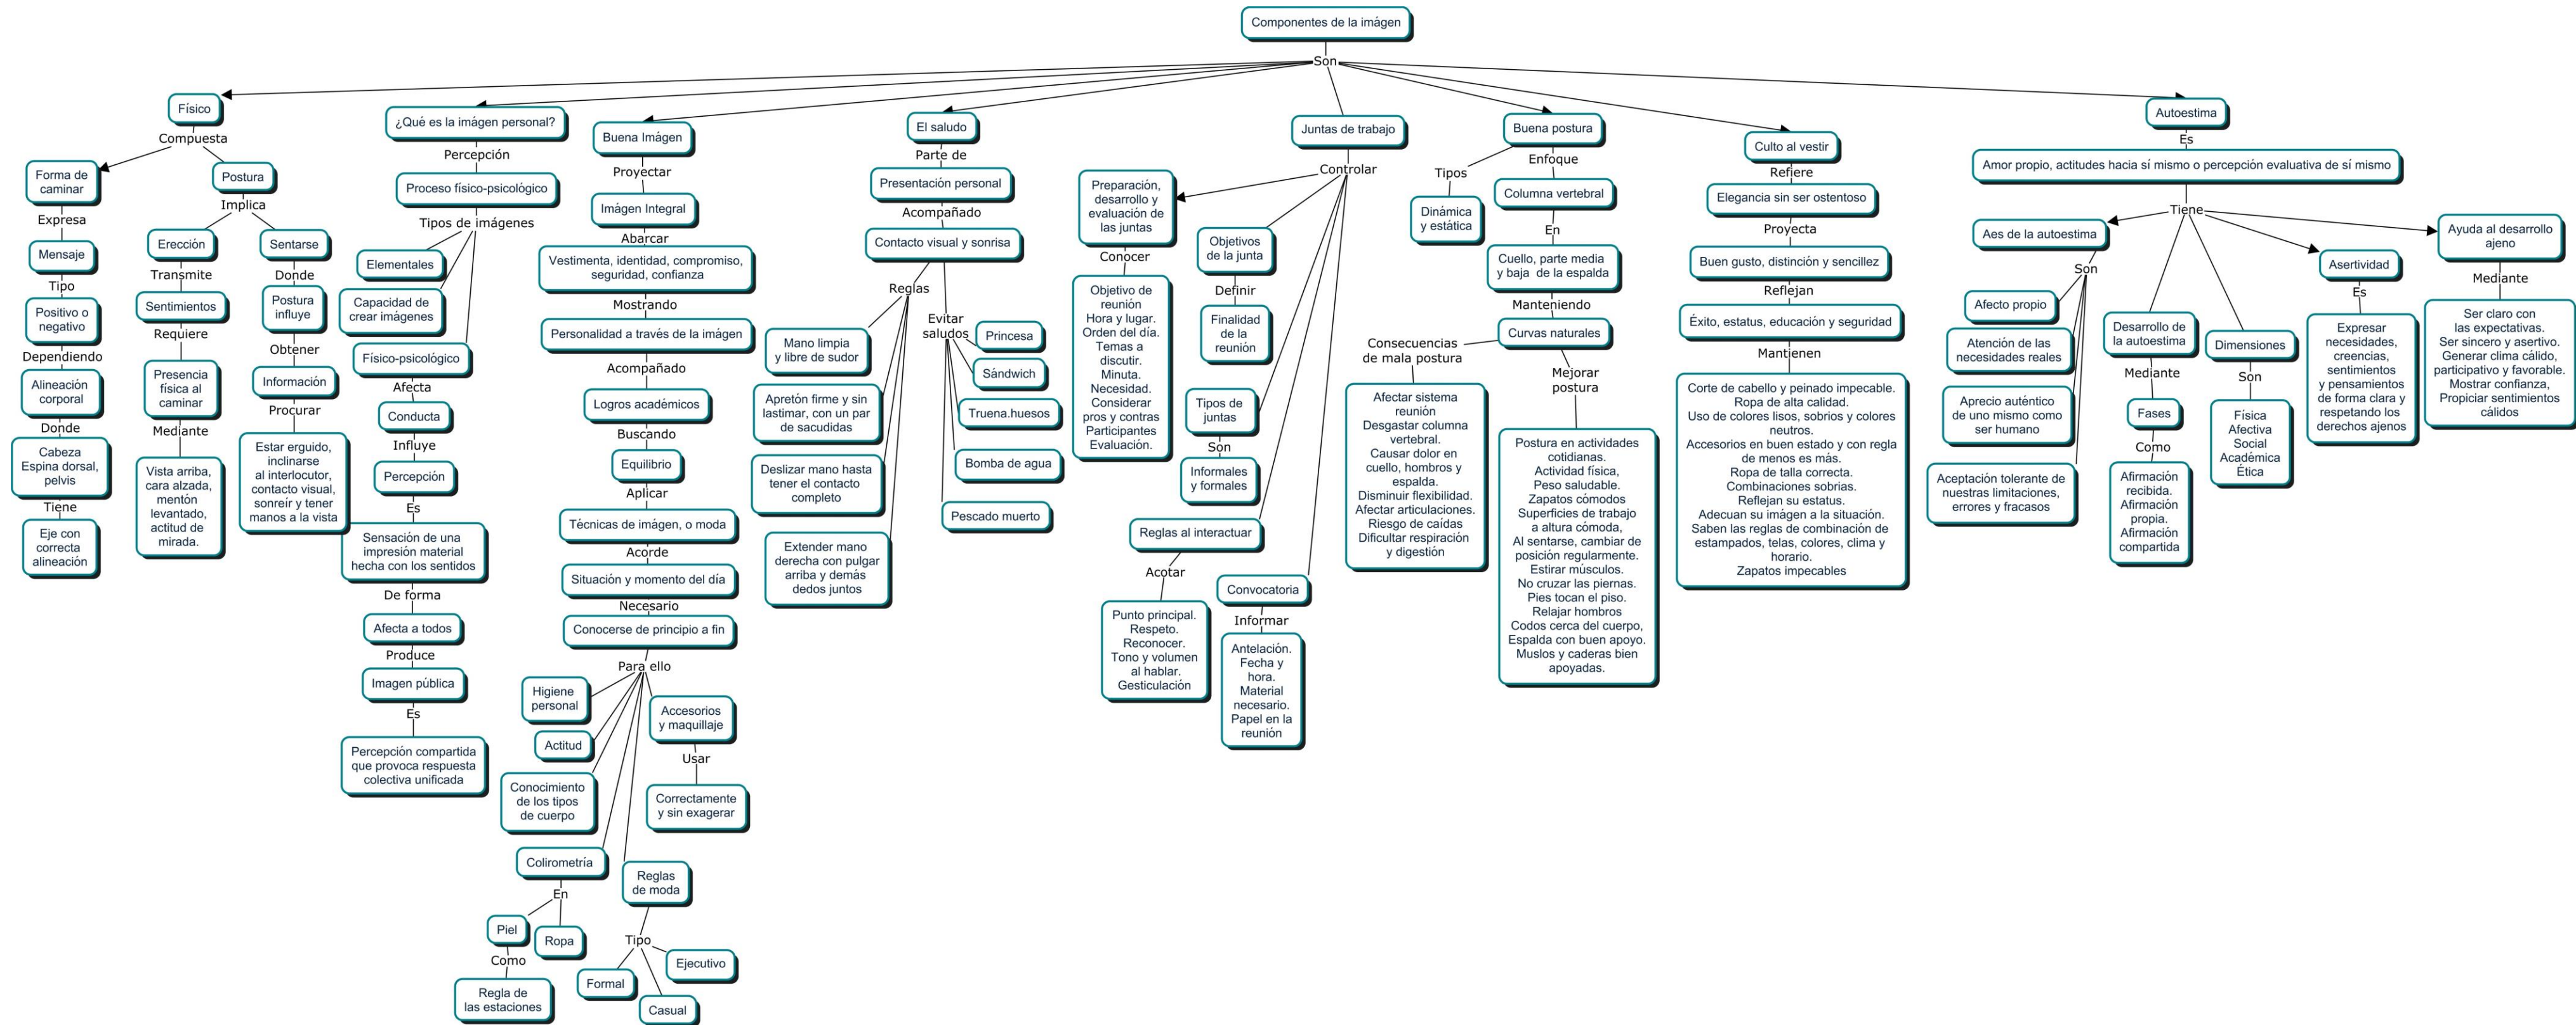 Componentes de la imágen
Son
Físico
Compuesta
Forma de
caminar
Expresa
Mensaje
Tipo
Positivo o
negativo
Dependiendo
Alineación
corporal
Donde
Cabeza
Espina dorsal,
pelvis
Tiene
Eje con
correcta
alineación
Postura
Implica
Erección
Transmite
Sentimientos
Requiere
Presencia
física al
caminar
Mediante
Vista arriba,
cara alzada,
mentón
levantado,
actitud de
mirada.
Sentarse
Donde
Postura
influye
Obtener
Información
Procurar
Estar erguido,
inclinarse
al interlocutor,
contacto visual,
sonreír y tener
manos a la vista
¿Qué es la imágen personal?
Percepción
Proceso físico-psicológico
Tipos de imágenes
Elementales
Capacidad de
crear imágenes
Físico-psicológico
Afecta
Conducta
Influye
Percepción
Es
Sensación de una
impresión material
hecha con los sentidos
De forma
Afecta a todos
Produce
Imagen pública
Es
Percepción compartida
que provoca respuesta
colectiva unificada
Buena Imágen
Proyectar
Imágen Integral
Abarcar
Vestimenta, identidad, compromiso,
seguridad, confianza
Mostrando
Personalidad a través de la imágen
Acompañado
Logros académicos
Buscando
Equilibrio
Aplicar
Técnicas de imágen, o moda
Acorde
Situación y momento del día
Necesario
Conocerse de principio a fin
Para ello
Higiene
personal
Actitud
Conocimiento
de los tipos
de cuerpo
Colirometría
En
Piel
Como
Regla de
las estaciones
Ropa
Reglas
de moda
Tipo
Formal
Casual
Ejecutivo
Accesorios
y maquillaje
Usar
Correctamente
y sin exagerar
El saludo
Parte de
Presentación personal
Acompañado
Contacto visual y sonrisa
Reglas
Mano limpia
y libre de sudor
Apretón firme y sin
lastimar, con un par
de sacudidas
Deslizar mano hasta
tener el contacto
completo
Extender mano
derecha con pulgar
arriba y demás
dedos juntos
Evitar
saludos
Princesa
Sándwich
Truena.huesos
Bomba de agua
Pescado muerto
Juntas de trabajo
Controlar
Preparación,
desarrollo y
evaluación de
las juntas
Conocer
Objetivo de
reunión
Hora y lugar.
Orden del día.
Temas a
discutir.
Minuta.
Necesidad.
Considerar
pros y contras
Participantes
Evaluación.
Objetivos
de la junta
Definir
Finalidad
de la
reunión
Tipos de
juntas
Son
Informales
y formales
Reglas al interactuar
Acotar
Punto principal.
Respeto.
Reconocer.
Tono y volumen
al hablar.
Gesticulación
Convocatoria
Informar
Antelación.
Fecha y
hora.
Material
necesario.
Papel en la
reunión
Buena postura
Tipos
Dinámica
y estática
Enfoque
Columna vertebral
En
Cuello, parte media
y baja de la espalda
Manteniendo
Curvas naturales
Consecuencias
de mala postura
Afectar sistema
reunión
Desgastar columna
vertebral.
Causar dolor en
cuello, hombros y
espalda.
Disminuir flexibilidad.
Afectar articulaciones.
Riesgo de caídas
Dificultar respiración
y digestión
Mejorar
postura
Postura en actividades
cotidianas.
Actividad física,
Peso saludable.
Zapatos cómodos
Superficies de trabajo
a altura cómoda,
Al sentarse, cambiar de
posición regularmente.
Estirar músculos.
No cruzar las piernas.
Pies tocan el piso.
Relajar hombros
Codos cerca del cuerpo,
Espalda con buen apoyo.
Muslos y caderas bien
apoyadas.
Culto al vestir
Refiere
Elegancia sin ser ostentoso
Proyecta
Buen gusto, distinción y sencillez
Reflejan
Éxito, estatus, educación y seguridad
Mantienen
Corte de cabello y peinado impecable.
Ropa de alta calidad.
Uso de colores lisos, sobrios y colores
neutros.
Accesorios en buen estado y con regla
de menos es más.
Ropa de talla correcta.
Combinaciones sobrias.
Reflejan su estatus.
Adecuan su imágen a la situación.
Saben las reglas de combinación de
estampados, telas, colores, clima y
horario.
Zapatos impecables
Autoestima
Es
Amor propio, actitudes hacia sí mismo o percepción evaluativa de sí mismo
Tiene
Aes de la autoestima
Son
Afecto propio
Atención de las
necesidades reales
Aprecio auténtico
de uno mismo como
ser humano
Aceptación tolerante de
nuestras limitaciones,
errores y fracasos
Desarrollo de
la autoestima
Mediante
Fases
Como
Afirmación
recibida.
Afirmación
propia.
Afirmación
compartida
Dimensiones
Son
Física
Afectiva
Social
Académica
Ética
Asertividad
Es
Expresar
necesidades,
creencias,
sentimientos
y pensamientos
de forma clara y
respetando los
derechos ajenos
Ayuda al desarrollo
ajeno
Mediante
Ser claro con
las expectativas.
Ser sincero y asertivo.
Generar clima cálido,
participativo y favorable.
Mostrar confianza,
Propiciar sentimientos
cálidos